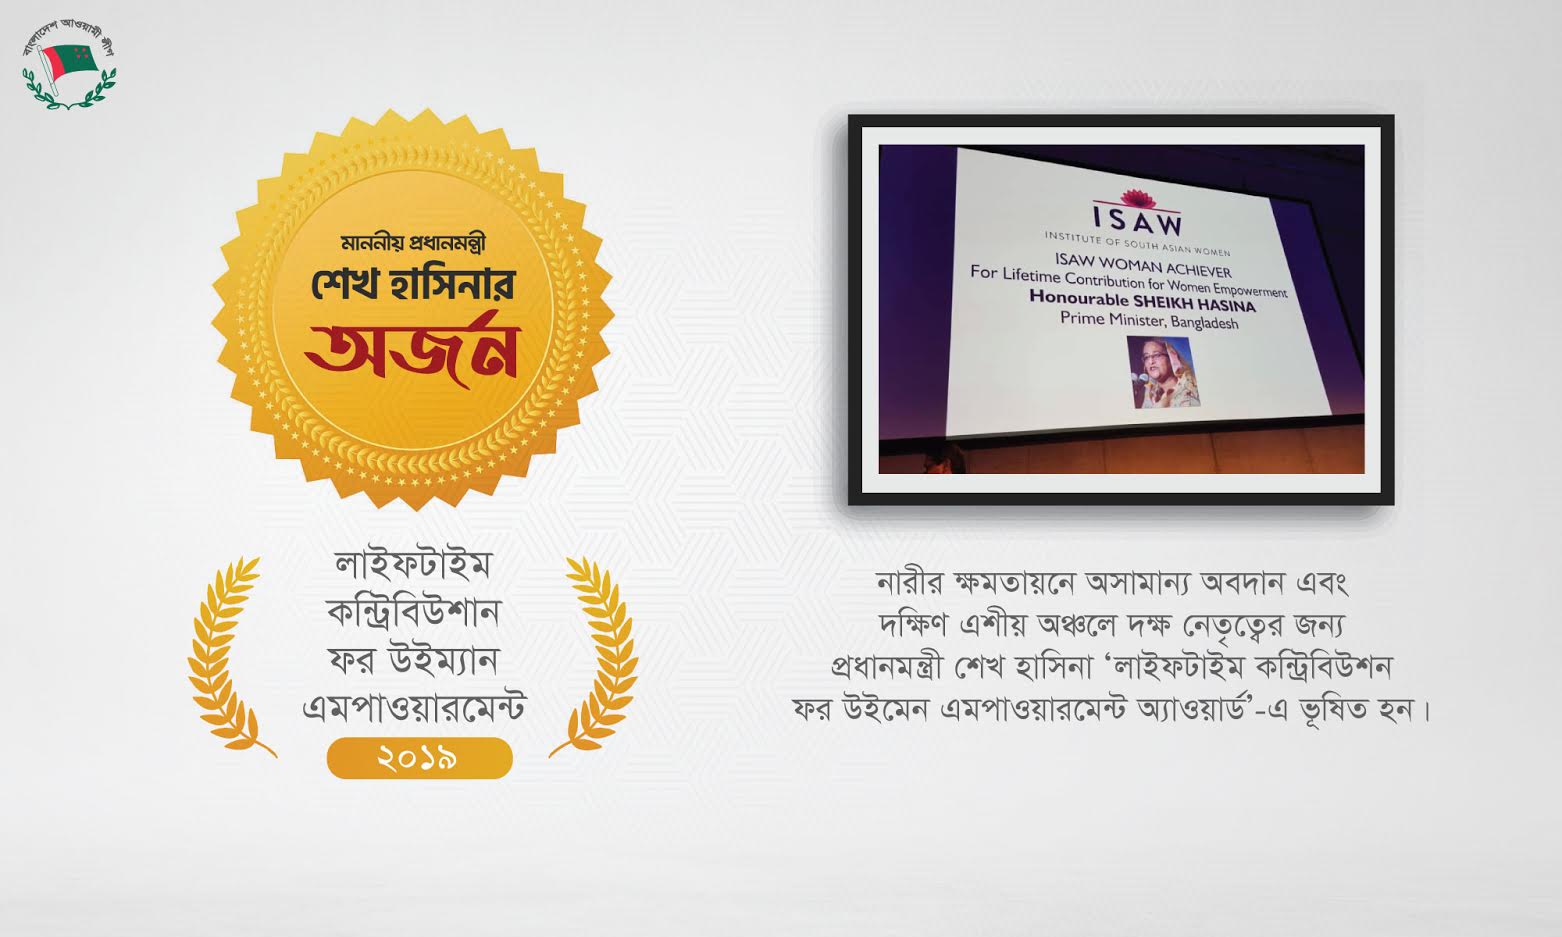 বাংলাদেশ আওয়ামী লীগ
মাননীয় প্রধানমন্ত্রী
শেখ হাসিনার
অর্জন
লাইফটাইম
কন্ট্রিবিউশান
ফর উইম্যান
এমপাওয়ারমেন্ট
২০১৯
ISAW
INSTITUTE OF SOUTH ASIAN WOMEN
ISAW WOMAN ACHIEVER
For Lifetime Contribution for Women Empowerment
Honourable SHEIKH HASINA
Prime Minister, Bangladesh
নারীর ক্ষমতায়নে অসামান্য অবদান এবং
দক্ষিণ এশীয় অঞ্চলে দক্ষ নেতৃত্বের জন্য
প্রধানমন্ত্রী শেখ হাসিনা ‘লাইফটাইম কন্ট্রিবিউশন
ফর উইমেন এমপাওয়ারমেন্ট অ্যাওয়ার্ড’-এ ভূষিত হন।